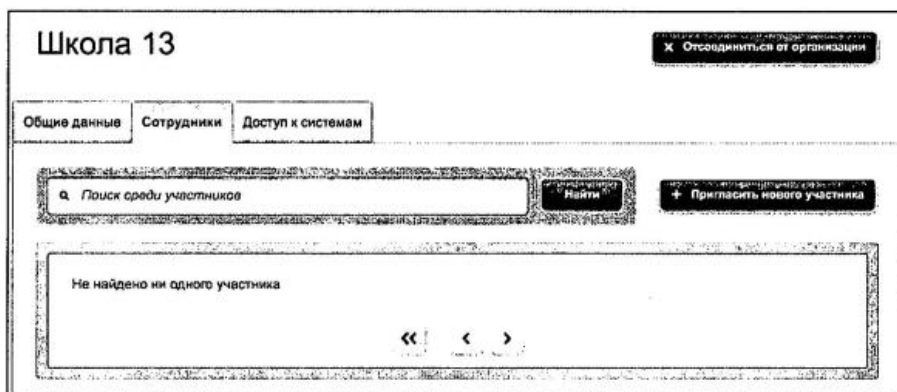 Школа 13
× Отсоединиться от организации
Общие данные
Сотрудники
Доступ к системам
Поиск среди участников
Найти
+ Пригласить нового участника
Не найдено ни одного участника
« ‹ ›